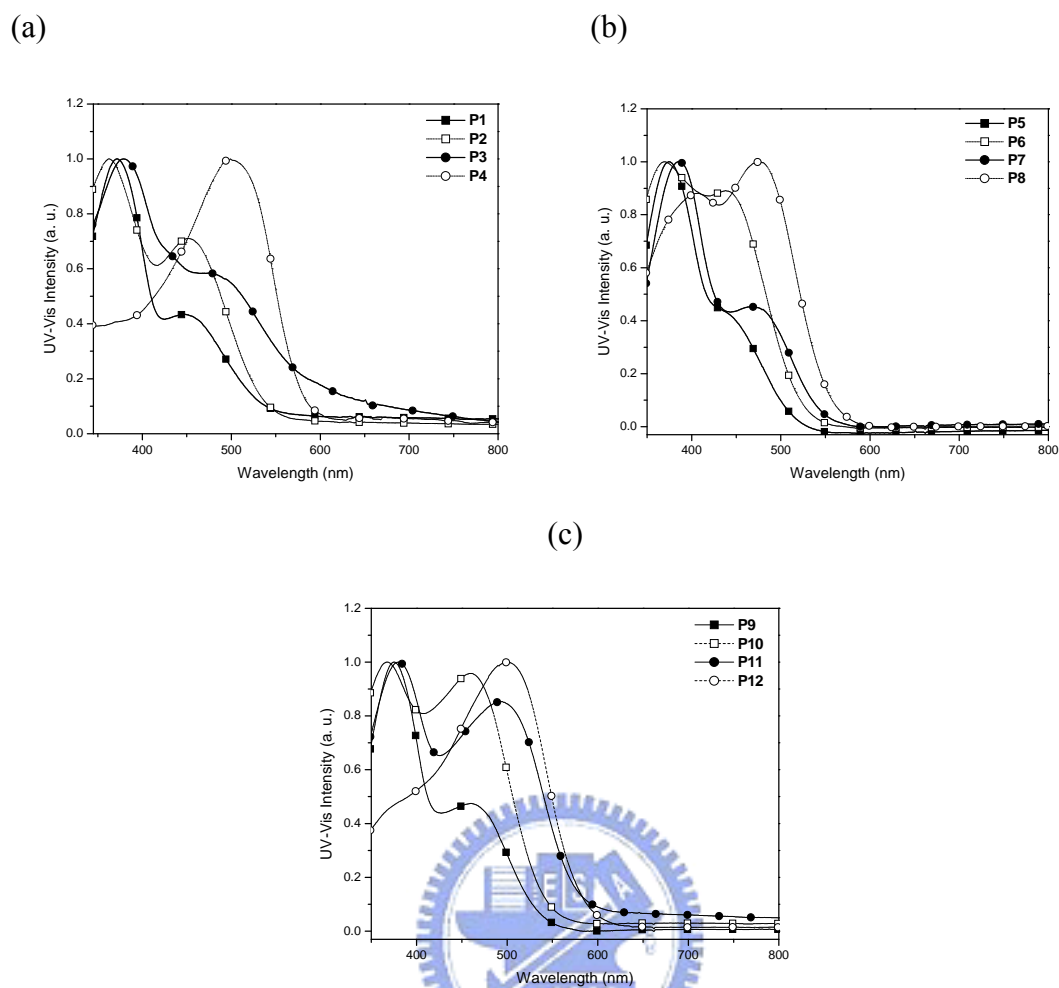 (a)
(b)
1.2
1.0
0.8
0.6
0.4
0.2
0.0
UV-Vis Intensity (a. u.)
400 500 600 700 800
Wavelength (nm)
P1
P2
P3
P4
1.2
1.0
0.8
0.6
0.4
0.2
0.0
UV-Vis Intensity (a. u.)
400 500 600 700 800
Wavelength (nm)
P5
P6
P7
P8
(c)
1.2
1.0
0.8
0.6
0.4
0.2
0.0
UV-Vis Intensity (a. u.)
400 500 600 700 800
Wavelength (nm)
P9
P10
P11
P12